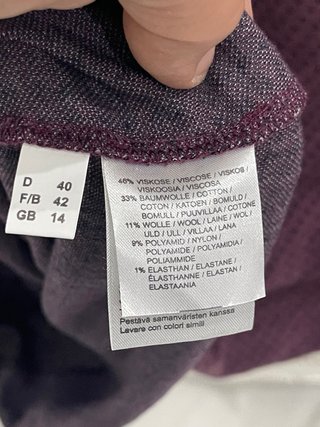 D 40
F/B 42
GB 14
46% VISKOSE / VISCOSE / VISKOS /
VISKOOSIA / VISCOSA
33% BAUMWOLLE / COTTON /
COTON / KATOEN / BOMULD /
BOMULL / PUUVILLAA / COTONE
11% WOLLE / WOOL / LAINE / WOL /
ULD / ULL / VILLAA / LANA
9% POLYAMID / NYLON /
POLYAMIDE / POLYAMIDIA /
POLIAMMIDE
1% ELASTHAN / ELASTANE /
ÉLASTHANNE / ELASTAN /
ELASTAANIA
Pestävä samanväristen kanssa
Lavare con colori simili